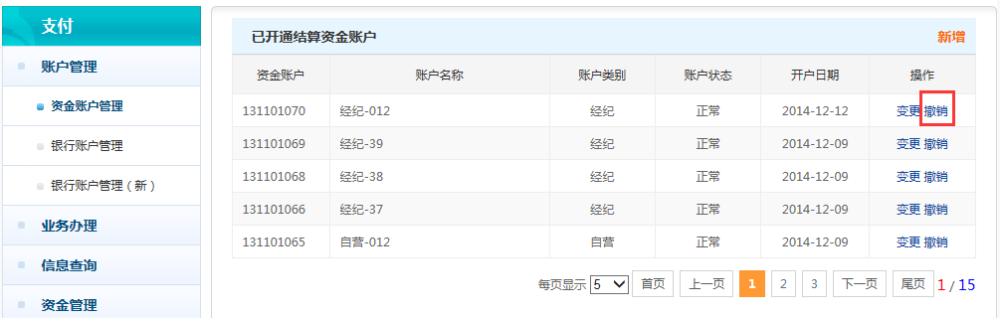 支付
账户管理
资金账户管理
银行账户管理
银行账户管理（新）
业务办理
信息查询
资金管理
已开通结算资金账户 新增
资金账户 账户名称 账户类别 账户状态 开户日期 操作
131101070 经纪-012 经纪 正常 2014-12-12 变更 撤销
131101069 经纪-39 经纪 正常 2014-12-09 变更 撤销
131101068 经纪-38 经纪 正常 2014-12-09 变更 撤销
131101066 经纪-37 经纪 正常 2014-12-09 变更 撤销
131101065 自营-012 自营 正常 2014-12-09 变更 撤销
每页显示 5 首页 上一页 1 2 3 下一页 尾页 1 / 15